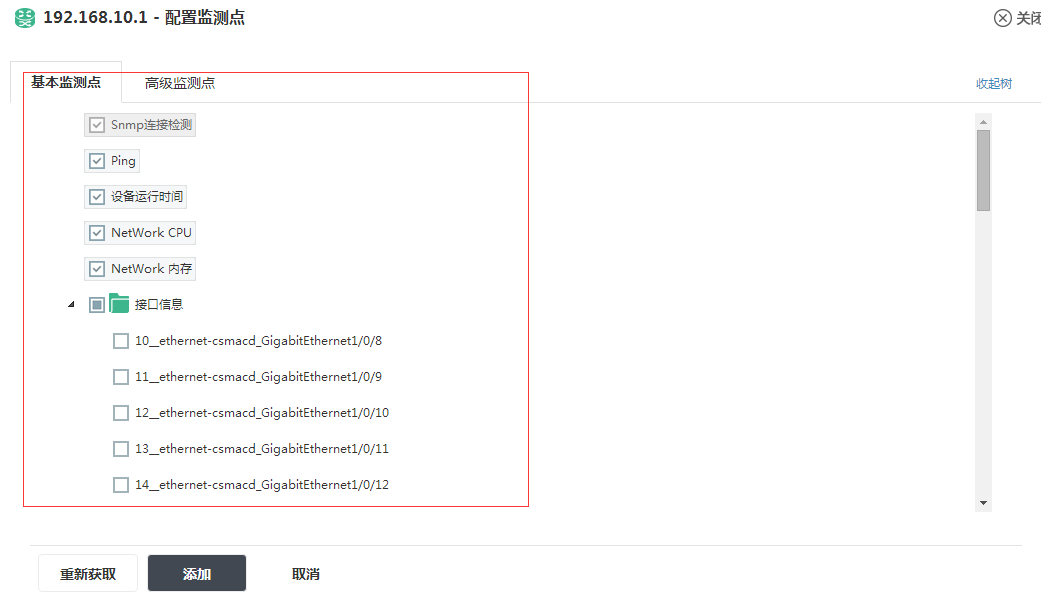 192.168.10.1 - 配置监测点
关闭
基本监测点
高级监测点
收起树
Snmp连接检测
Ping
设备运行时间
NetWork CPU
NetWork 内存
接口信息
10__ethernet-csmacd_GigabitEthernet1/0/8
11__ethernet-csmacd_GigabitEthernet1/0/9
12__ethernet-csmacd_GigabitEthernet1/0/10
13__ethernet-csmacd_GigabitEthernet1/0/11
14__ethernet-csmacd_GigabitEthernet1/0/12
重新获取
添加
取消